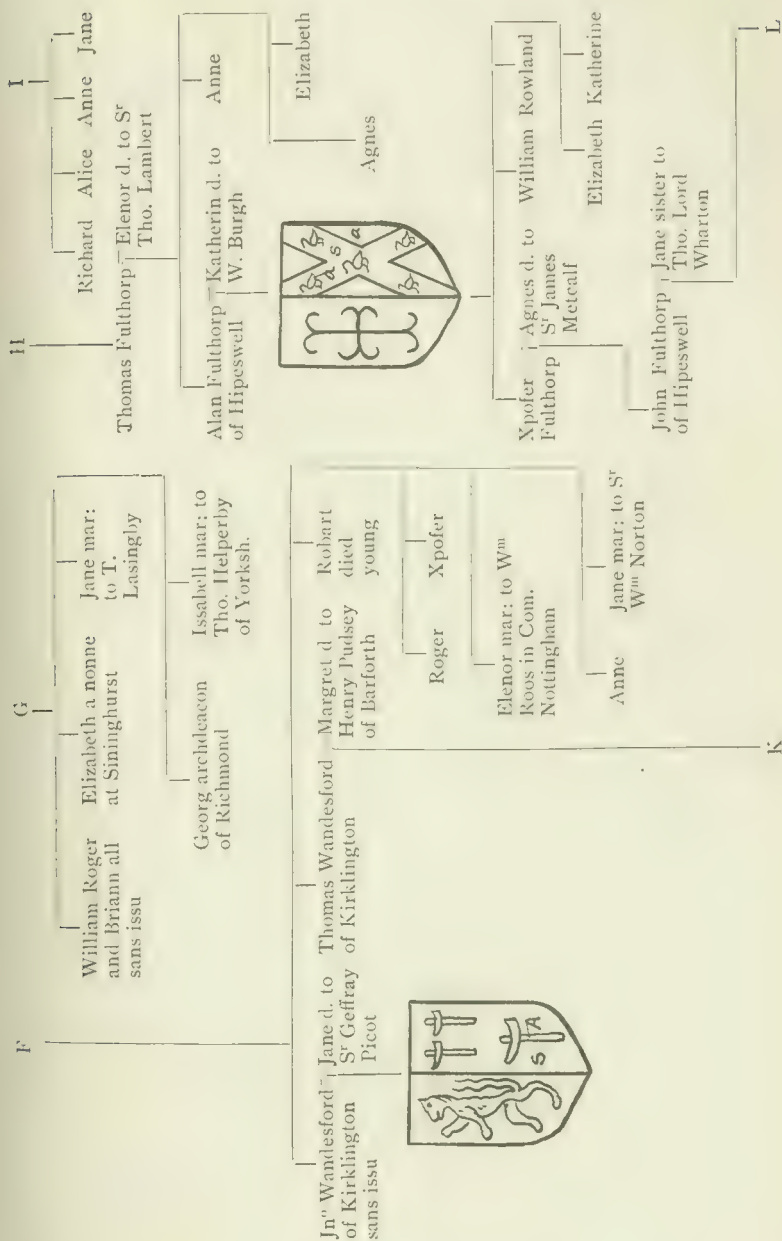 F
G
H
I
William Roger
and Briann all
sans issu
Elizabeth a nonne
at Sininghurst
Jane mar: to T.
Lasingby
Georg archdeacon
of Richmond
Issabell mar: to
Tho. Helperby
of Yorksh.
Richard Alice Anne Jane
Thomas Fulthorp Elenor d. to Sr
Tho. Lambert
Alan Fulthorp
of Hipeswell
Katherin d. to
W. Burgh
Anne
Agnes
Elizabeth
a
s
a
Jnº Wandesford
of Kirklington
sans issu
Jane d. to
Sr Geffray
Picot
Thomas Wandesford
of Kirklington
Margret d to
Henry Pudsey
of Barforth
Robart
died
young
Roger Xpofer
Elenor mar: to Wm
Roos in Com.
Nottingham
Anne
Jane mar: to Sr
Wm Norton
S A
Xpofer
Fulthorp
Agnes d. to
Sr James
Metcalf
William Rowland
Elizabeth Katherine
John Fulthorp
of Hipeswell
Jane sister to
Tho. Lord
Wharton
K
L